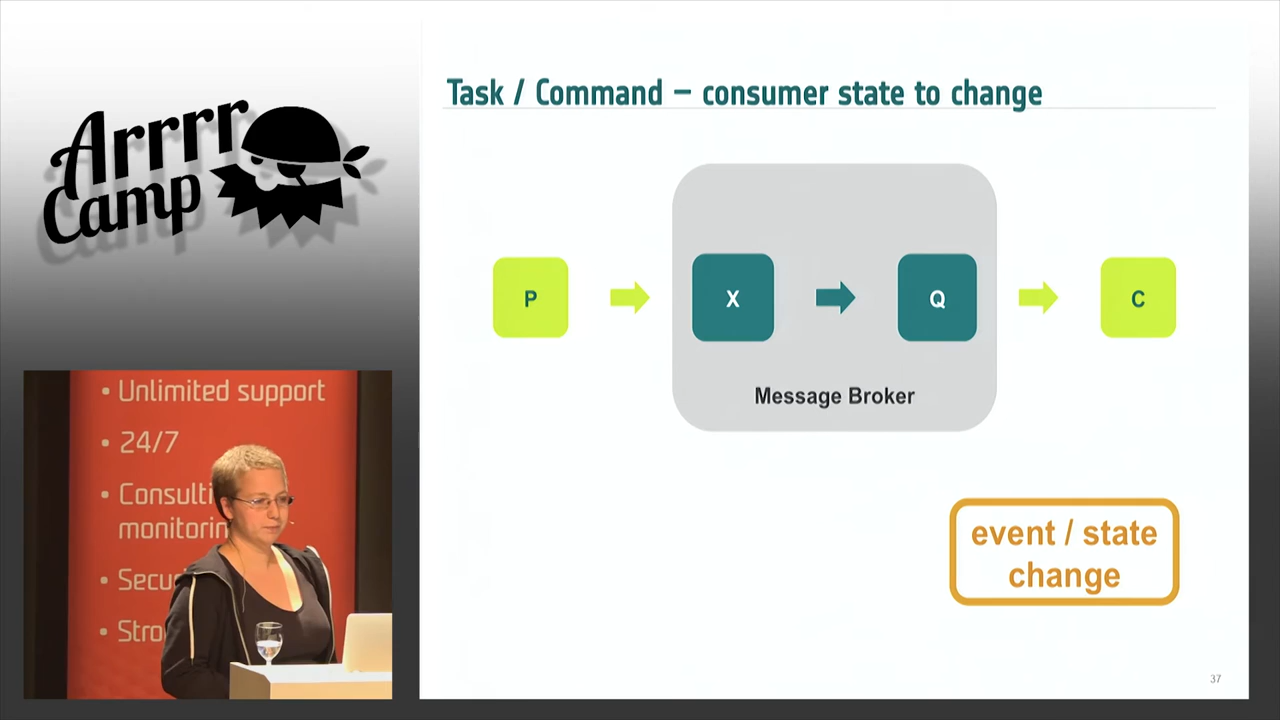 Arrrr
Camp
Task / Command – consumer state to change
P
X
Q
C
Message Broker
event / state
change
37
• Unlimited support
• 24/7
• Consulti
monitorin
• Secu
• Stro